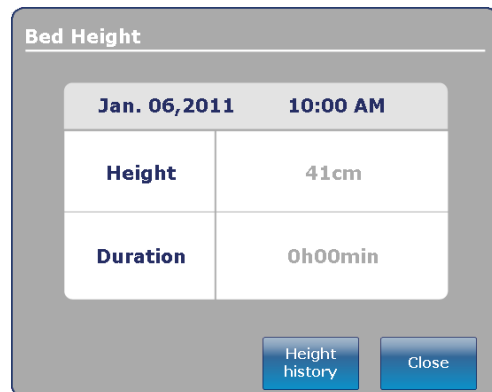 Bed Height
Jan. 06,2011 10:00 AM
Height 41cm
Duration 0h00min
Height
history
Close